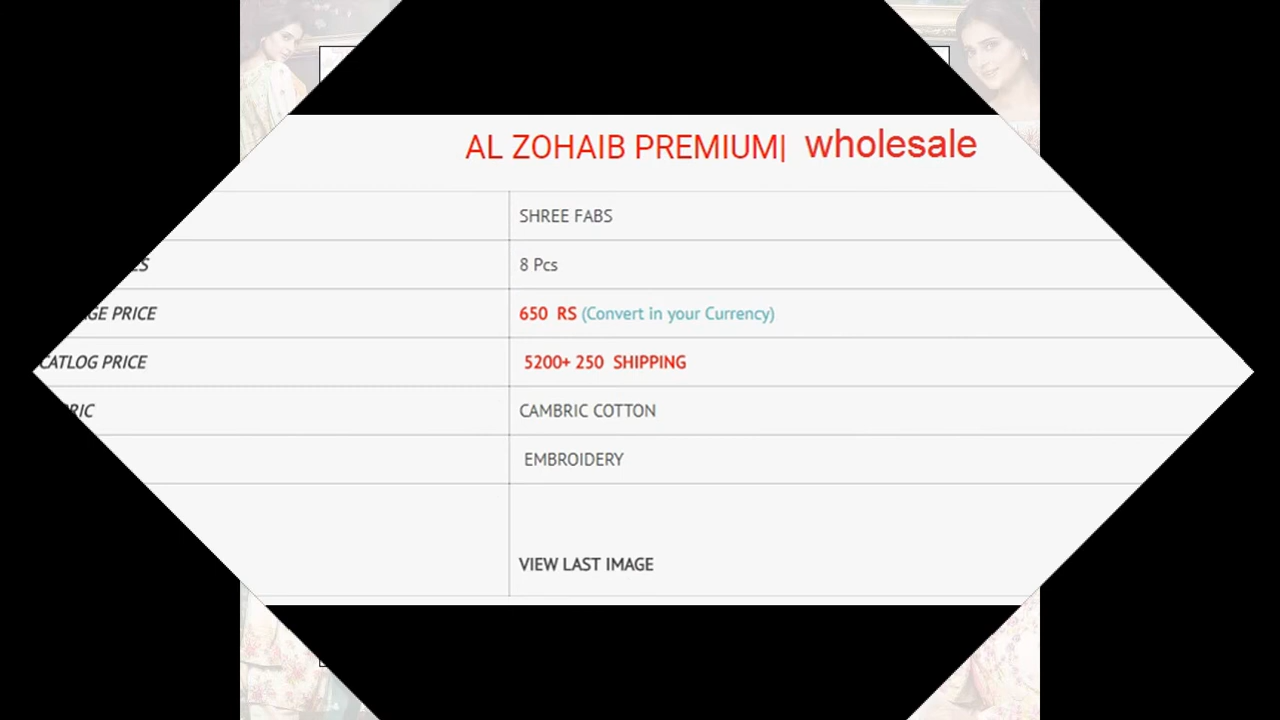 AL ZOHAIB PREMIUM| wholesale
SHREE FABS
8 Pcs
PRICE 650 RS (Convert in your Currency)
CATLOG PRICE 5200+ 250 SHIPPING
CAMBRIC COTTON
EMBROIDERY
VIEW LAST IMAGE